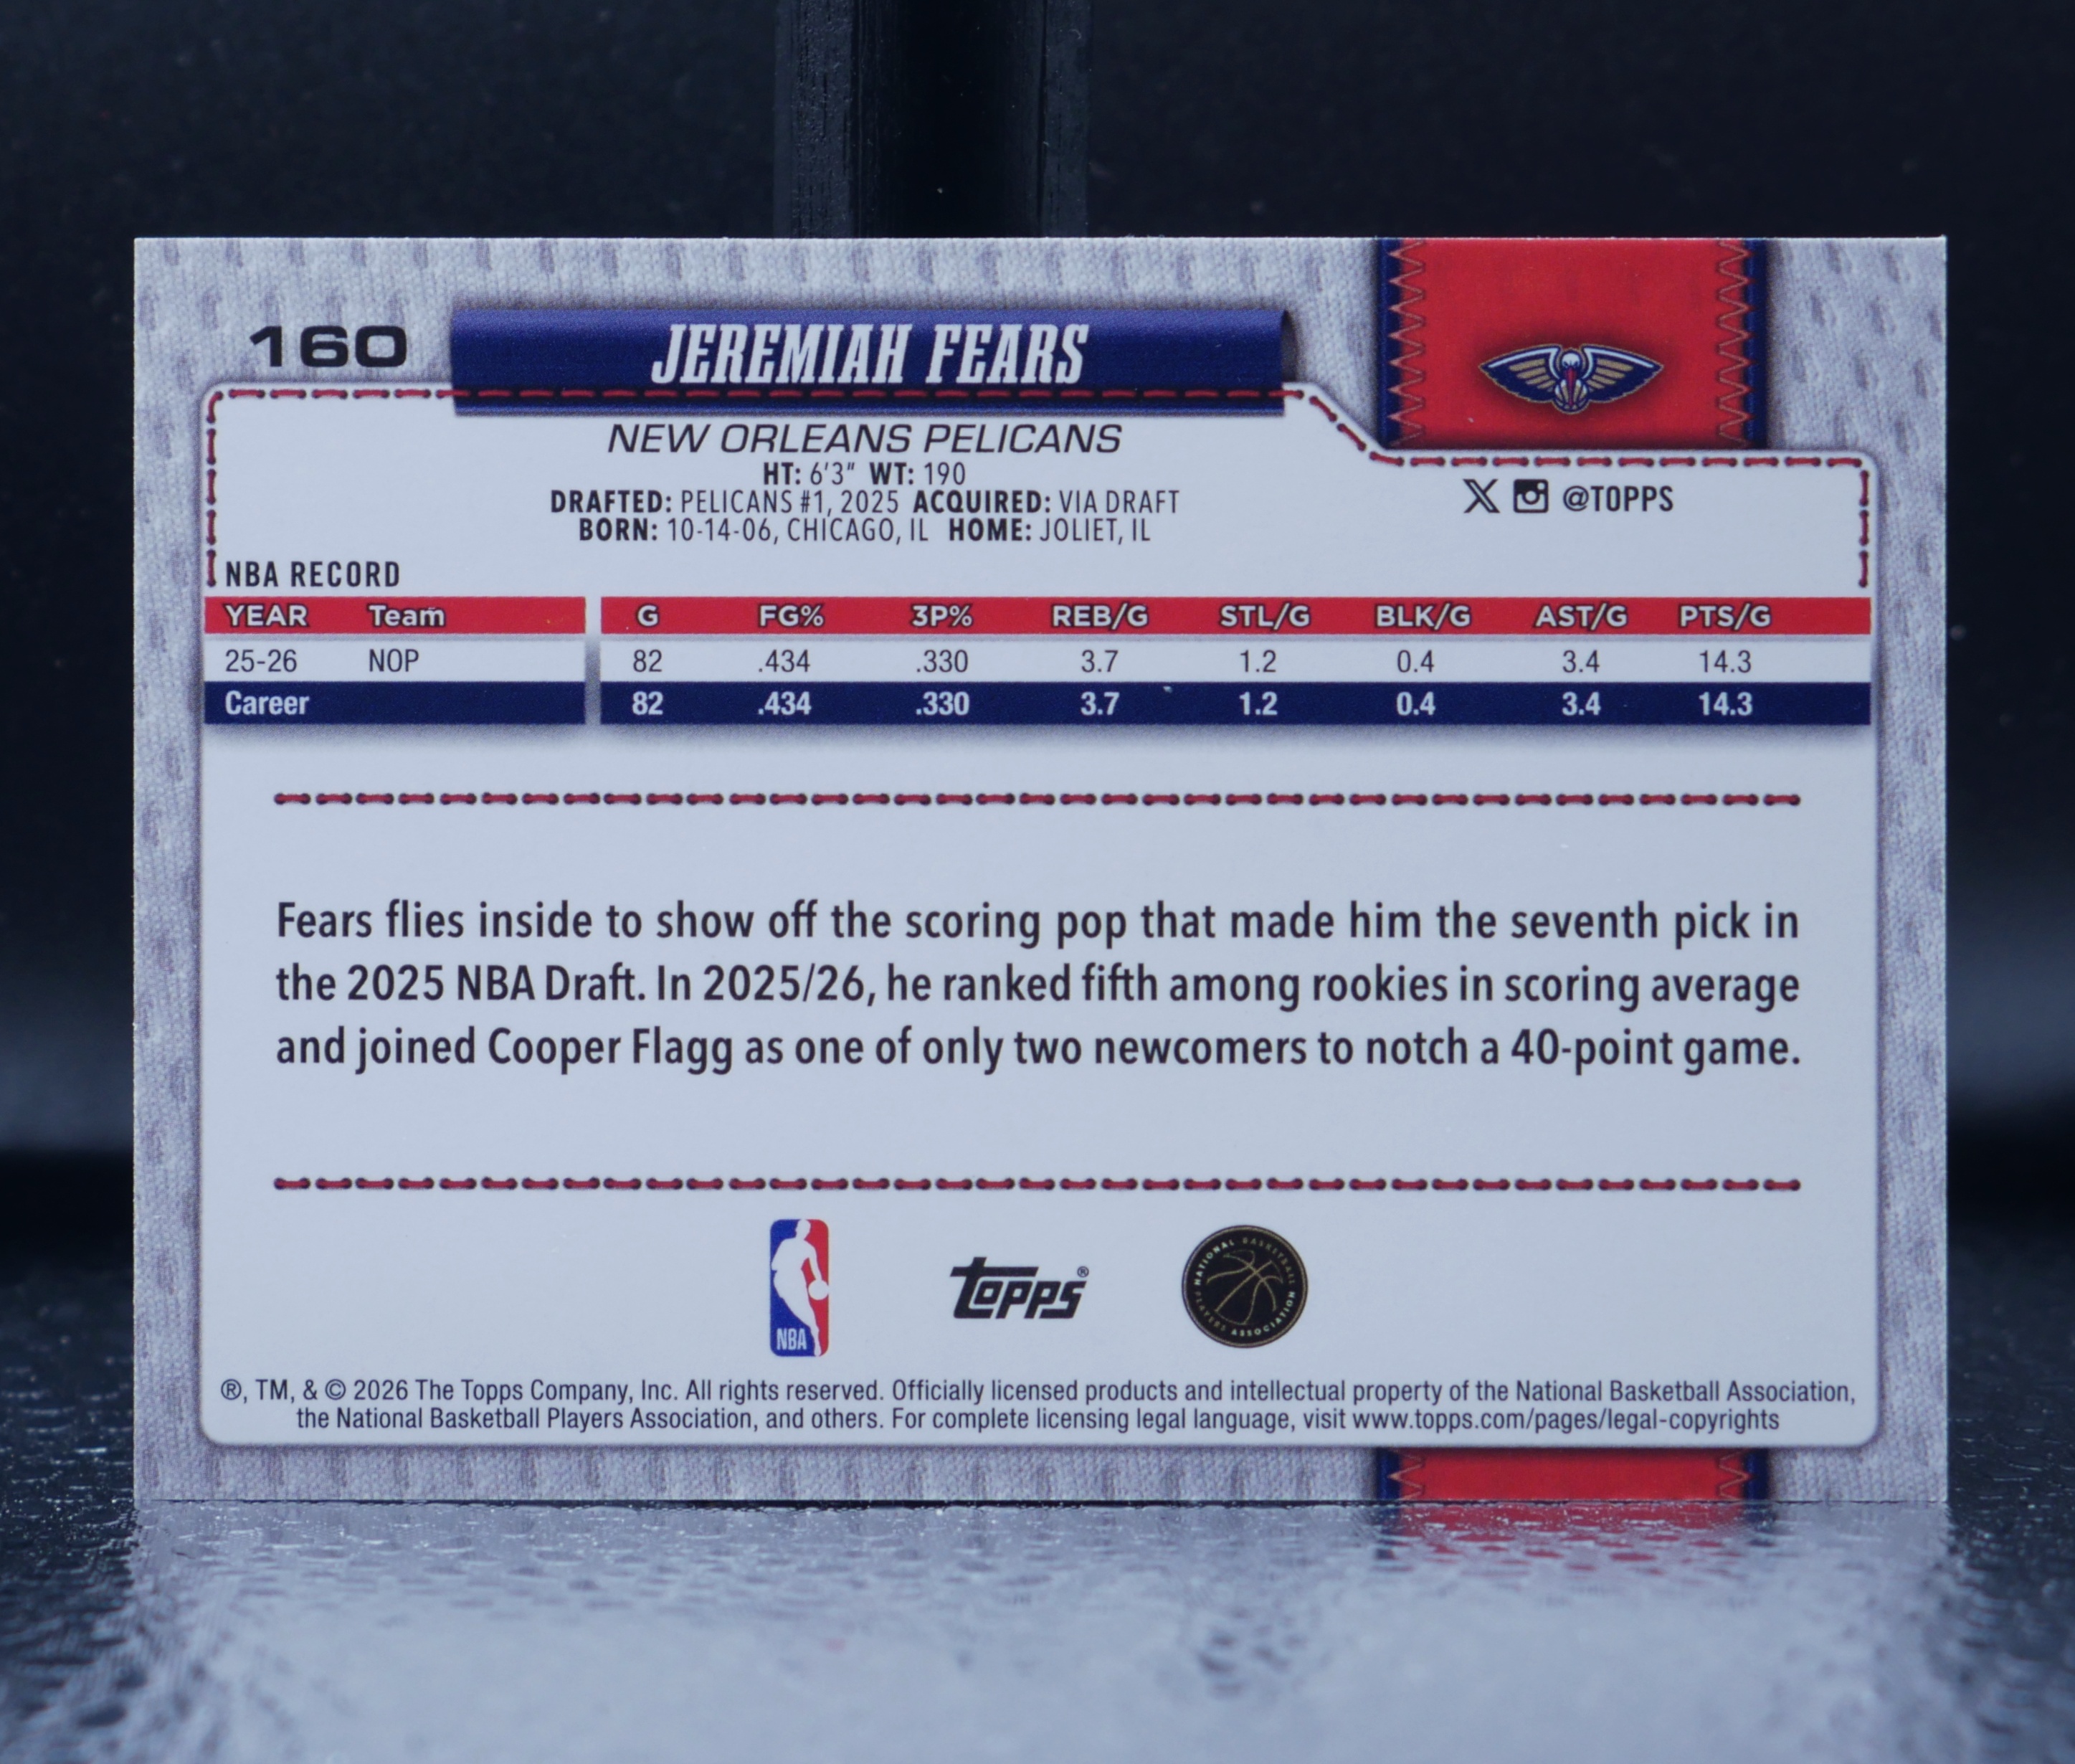 160
JEREMIAH FEARS
NEW ORLEANS PELICANS
HT: 6'3" WT: 190
DRAFTED: PELICANS #1, 2025 ACQUIRED: VIA DRAFT
BORN: 10-14-06, CHICAGO, IL HOME: JOLIET, IL
@TOPPS
NBA RECORD
YEAR Team G FG% 3P% REB/G STL/G BLK/G AST/G PTS/G
25-26 NOP 82 .434 .330 3.7 1.2 0.4 3.4 14.3
Career 82 .434 .330 3.7 1.2 0.4 3.4 14.3
Fears flies inside to show off the scoring pop that made him the seventh pick in
the 2025 NBA Draft. In 2025/26, he ranked fifth among rookies in scoring average
and joined Cooper Flagg as one of only two newcomers to notch a 40-point game.
NBA
Topps®
NATIONAL BASKETBALL PLAYERS ASSOCIATION
®, TM, & © 2026 The Topps Company, Inc. All rights reserved. Officially licensed products and intellectual property of the National Basketball Association,
the National Basketball Players Association, and others. For complete licensing legal language, visit www.topps.com/pages/legal-copyrights